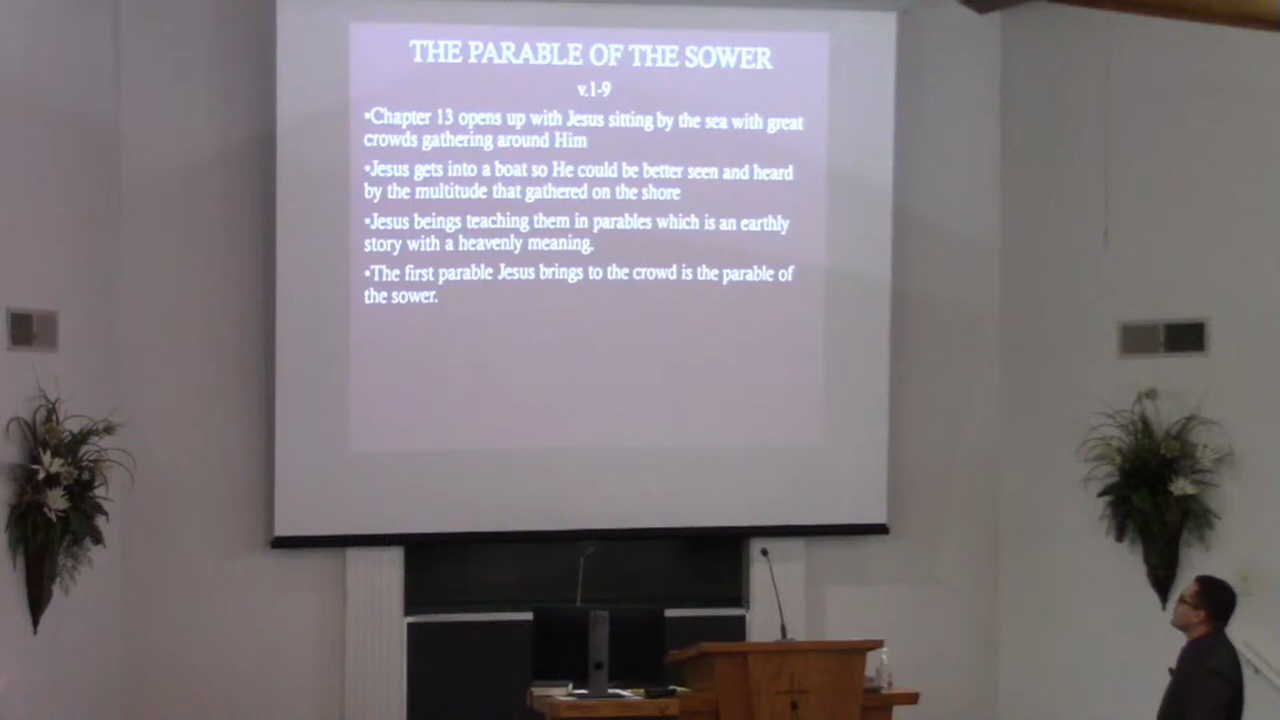 THE PARABLE OF THE SOWER
v.1-9
•Chapter 13 opens up with Jesus sitting by the sea with great
crowds gathering around Him
•Jesus gets into a boat so He could be better seen and heard
by the multitude that gathered on the shore
•Jesus beings teaching them in parables which is an earthly
story with a heavenly meaning.
•The first parable Jesus brings to the crowd is the parable of
the sower.